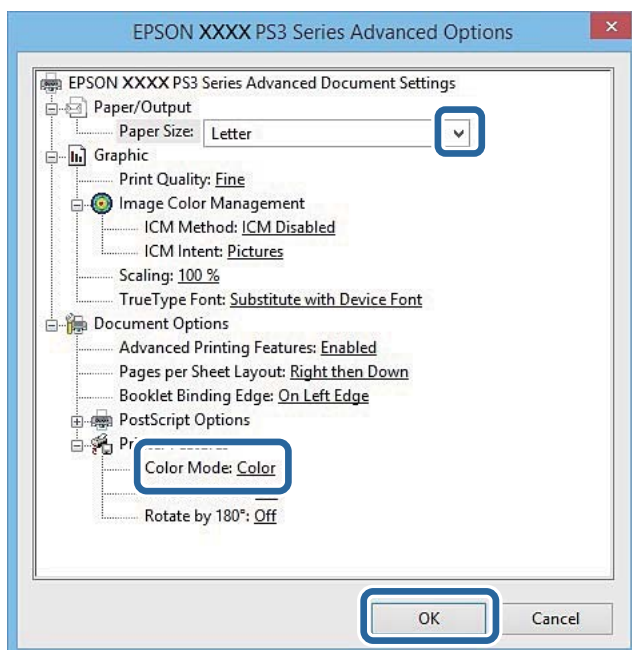 EPSON XXXX PS3 Series Advanced Options
EPSON XXXX PS3 Series Advanced Document Settings
Paper/Output
Paper Size: Letter
Graphic
Print Quality: Fine
Image Color Management
ICM Method: ICM Disabled
ICM Intent: Pictures
Scaling: 100 %
TrueType Font: Substitute with Device Font
Document Options
Advanced Printing Features: Enabled
Pages per Sheet Layout: Right then Down
Booklet Binding Edge: On Left Edge
PostScript Options
Color Mode: Color
Rotate by 180°: Off
OK Cancel